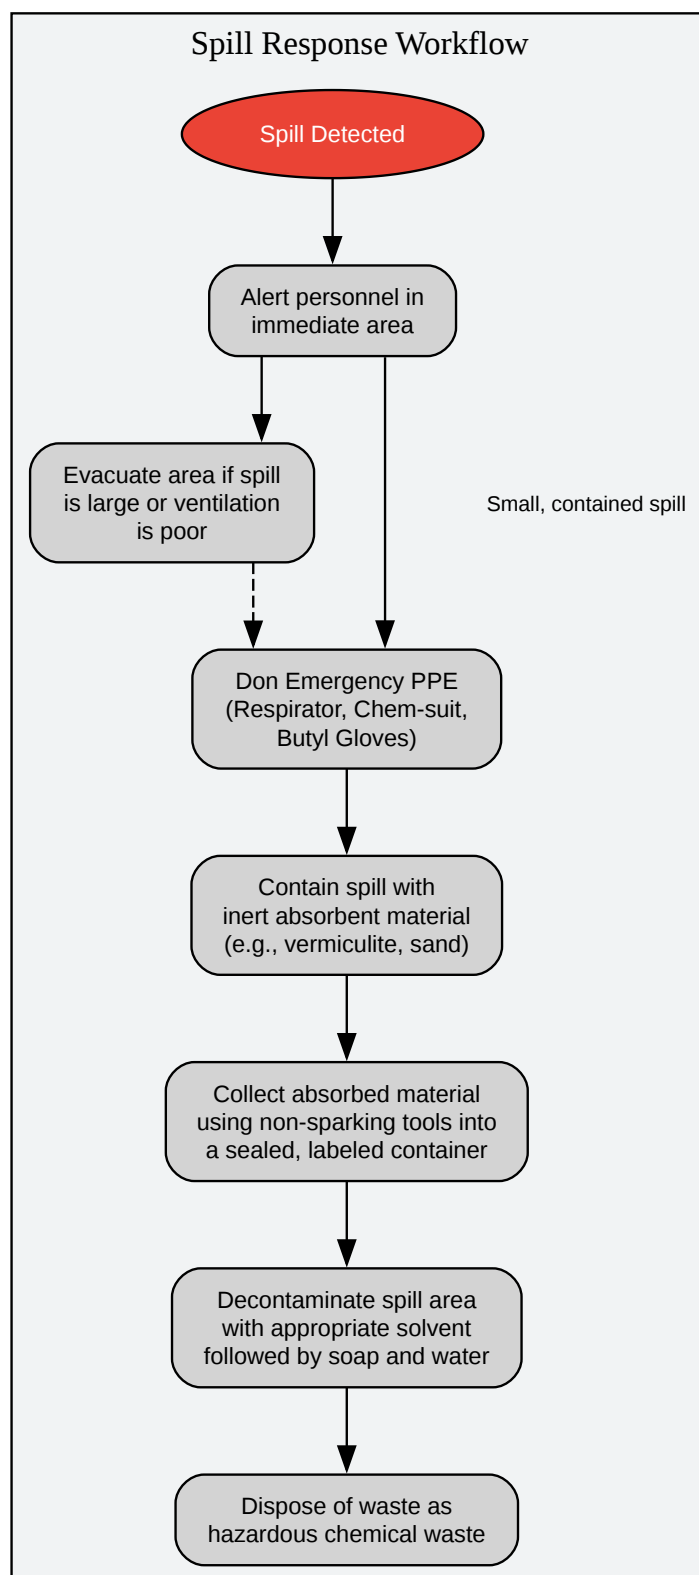 Spill Response Workflow
Spill Detected
Alert personnel in
immediate area
Evacuate area if spill
is large or ventilation
is poor
Small, contained spill
Don Emergency PPE
(Respirator, Chem-suit,
Butyl Gloves)
Contain spill with
inert absorbent material
(e.g., vermiculite, sand)
Collect absorbed material
using non-sparking tools into
a sealed, labeled container
Decontaminate spill area
with appropriate solvent
followed by soap and water
Dispose of waste as
hazardous chemical waste